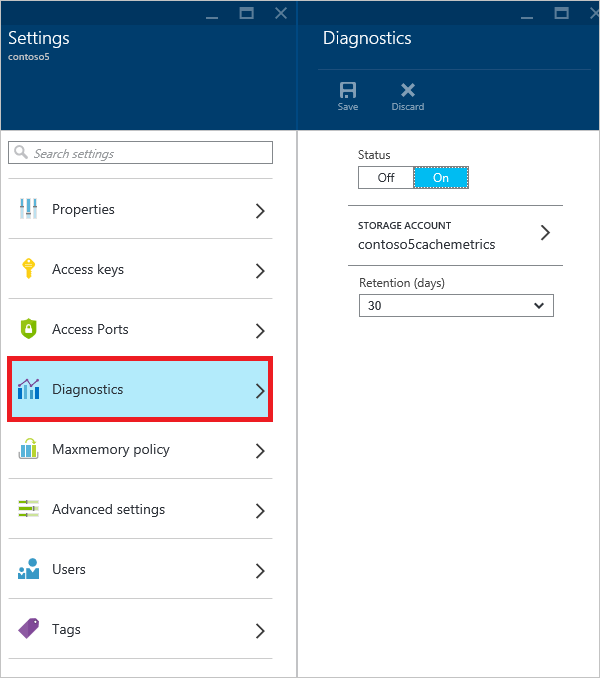 Settings
contoso5
Search settings
Properties
Access keys
Access Ports
Diagnostics
Maxmemory policy
Advanced settings
Users
Tags
Diagnostics
Save
Discard
Status
Off
On
STORAGE ACCOUNT
contoso5cachemetrics
Retention (days)
30